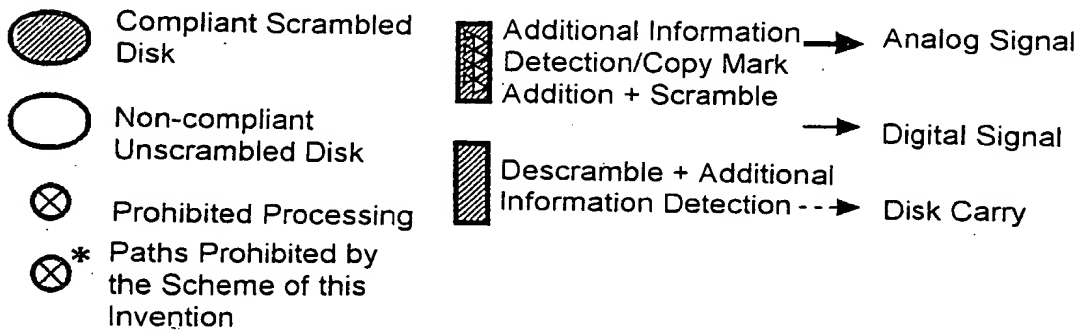 Compliant Scrambled
Disk
Non-compliant
Unscrambled Disk
Prohibited Processing
* Paths Prohibited by
the Scheme of this
Invention
Additional Information
Detection/Copy Mark
Addition + Scramble
Descramble + Additional
Information Detection
Analog Signal
Digital Signal
Disk Carry